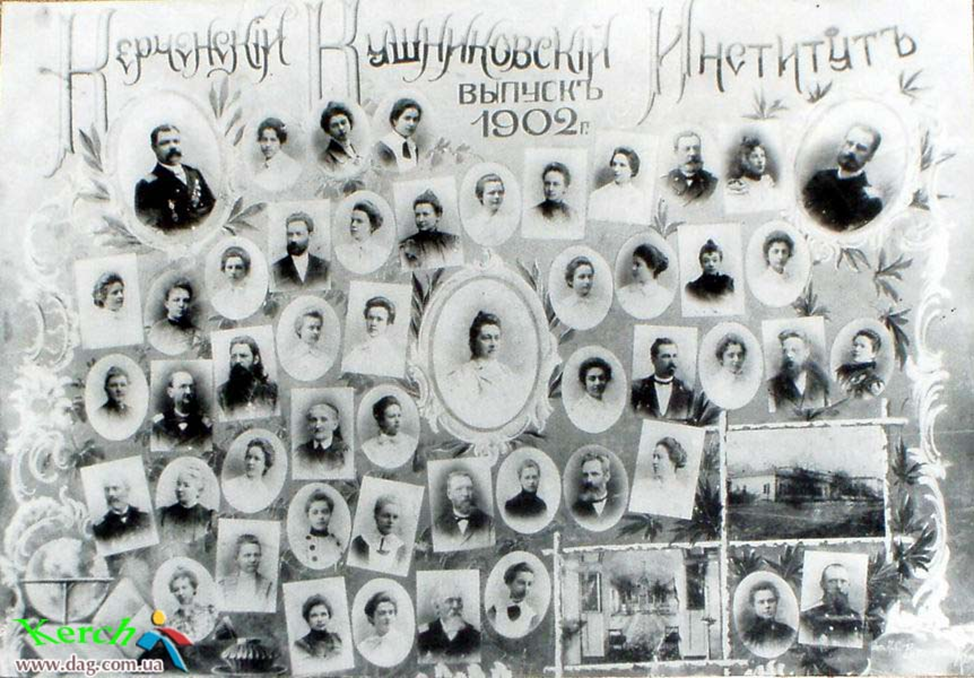 Керченскій Кушниковскій Институтъ
ВЫПУСКЪ
1902 г.
Kerch
www.dag.com.ua